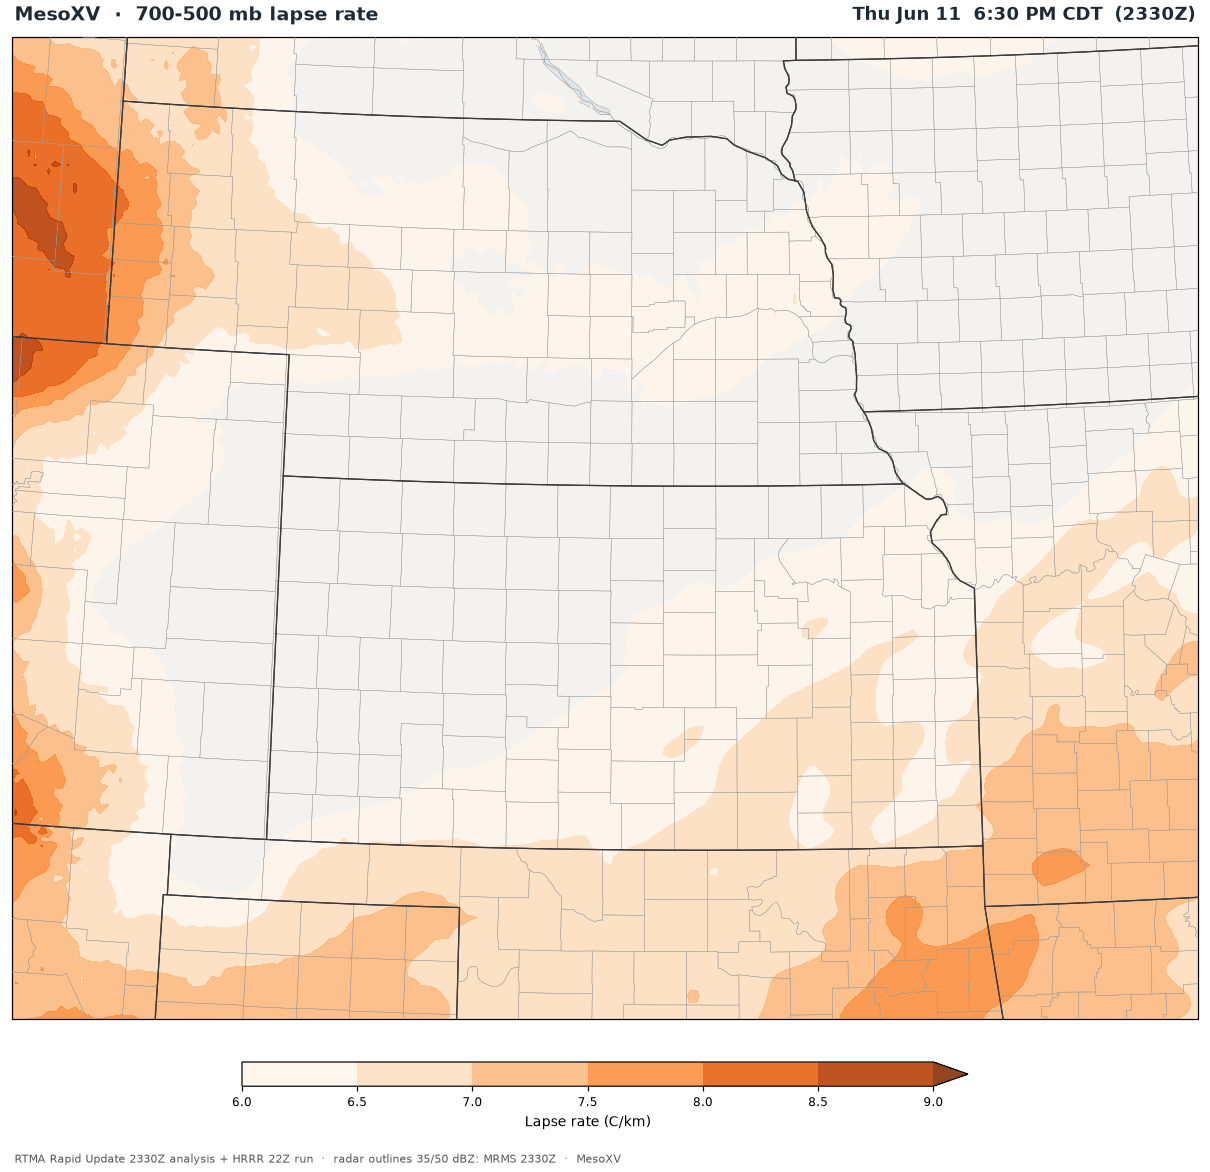 MesoXV · 700-500 mb lapse rate
Thu Jun 11 6:30 PM CDT (2330Z)
6.0 6.5 7.0 7.5 8.0 8.5 9.0
Lapse rate (C/km)
RTMA Rapid Update 2330Z analysis + HRRR 22Z run · radar outlines 35/50 dBZ: MRMS 2330Z · MesoXV